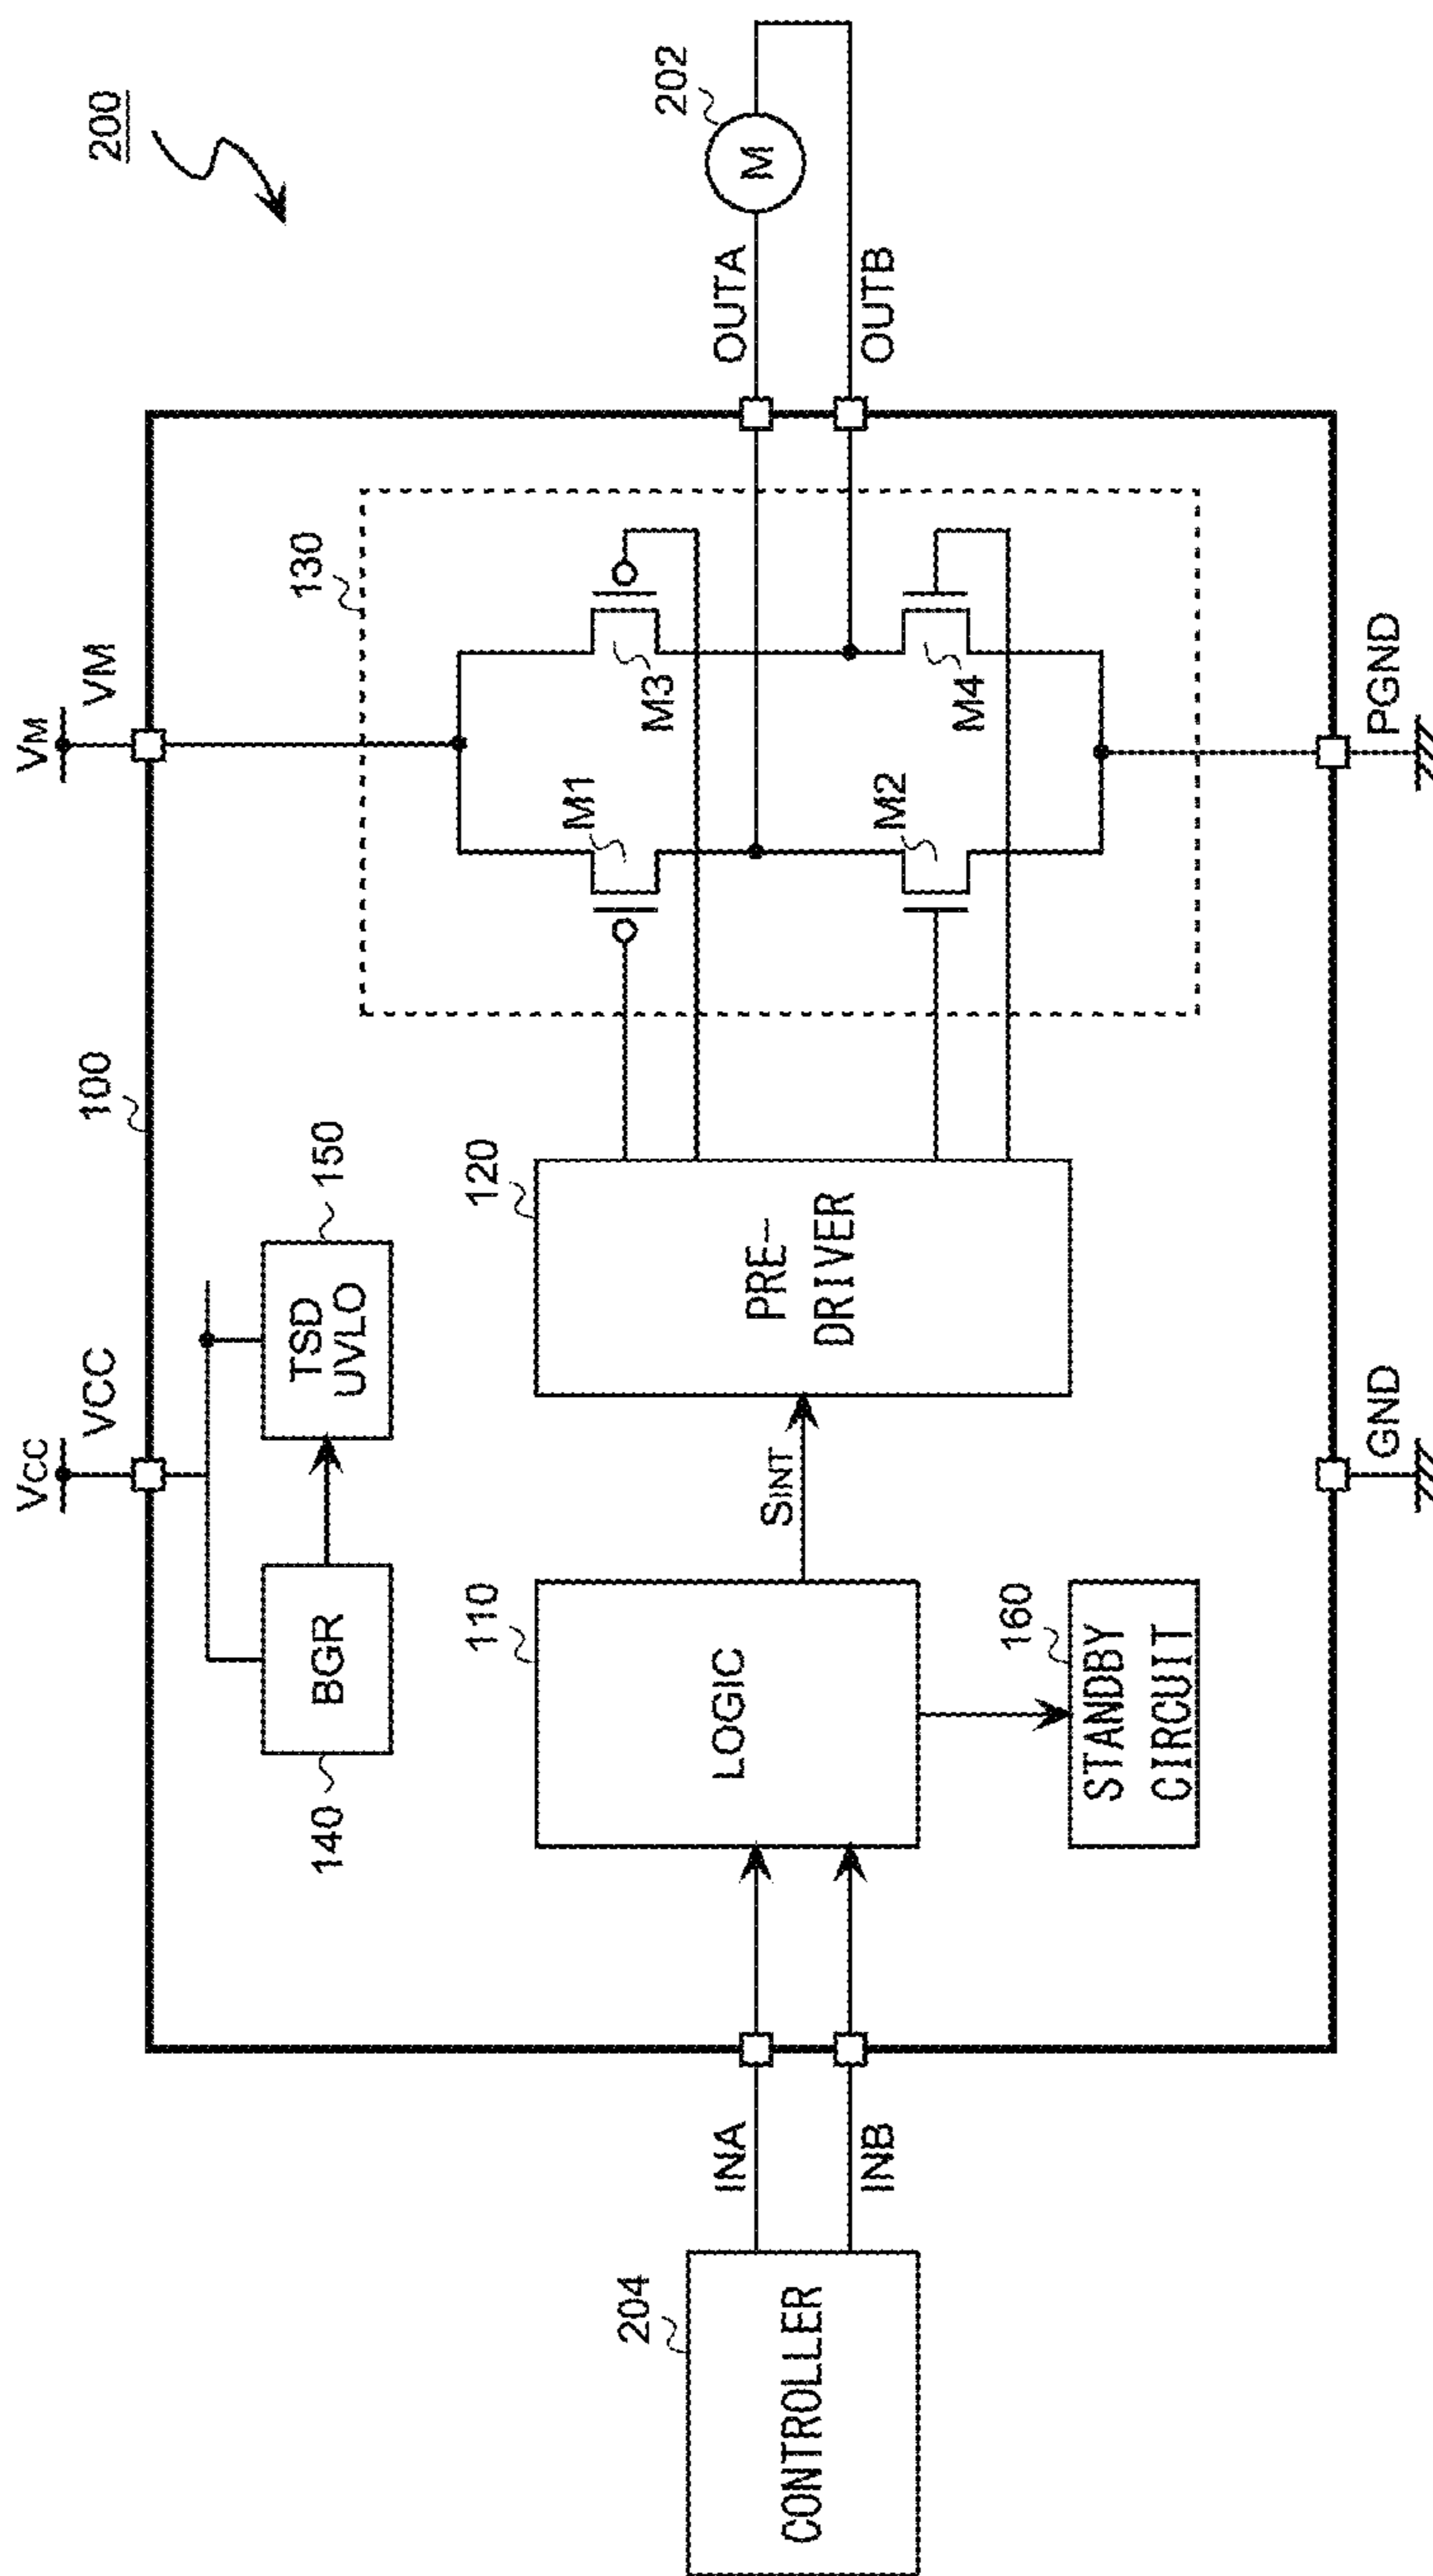 200
VCC
VM
VCC
VM
100
130
140
BGR
TSD
UVLO
150
M1
M3
202
M
204
CONTROLLER
INA
INB
110
LOGIC
SINT
120
PRE-
DRIVER
OUTA
OUTB
M2
M4
160
STANDBY
CIRCUIT
GND
PGND